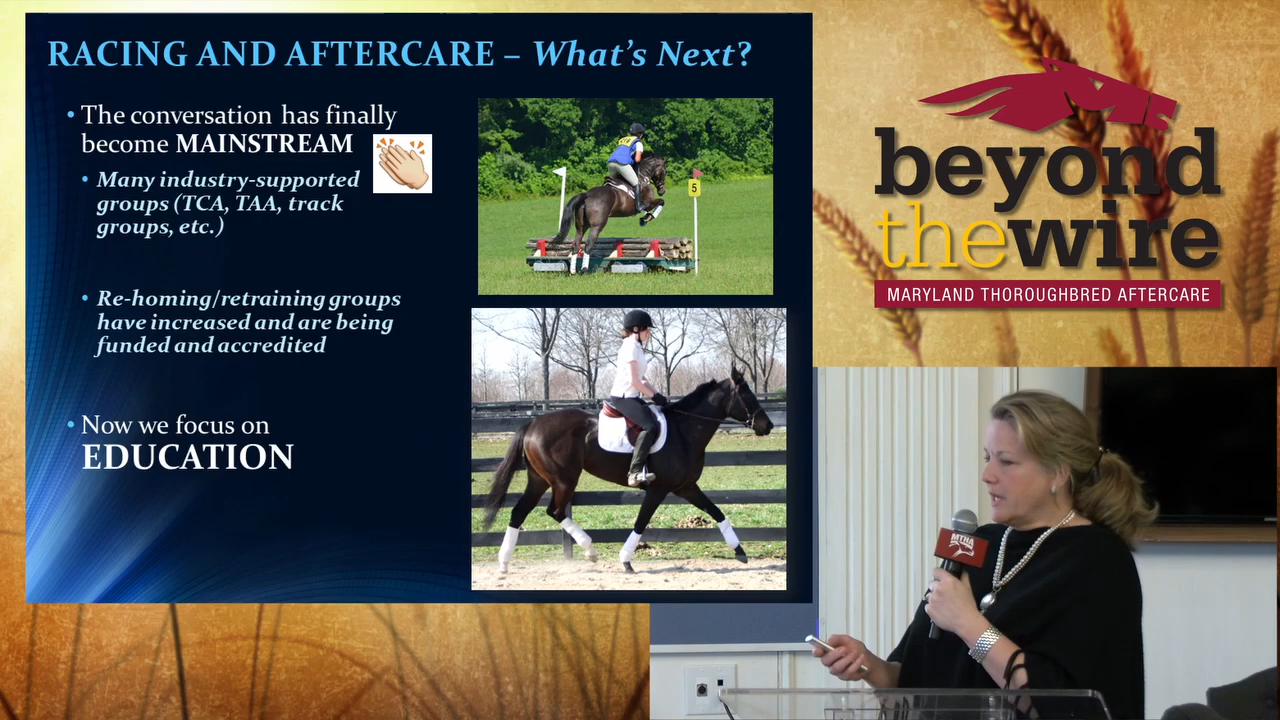 RACING AND AFTERCARE – What's Next?
• The conversation has finally
become MAINSTREAM
• Many industry-supported
groups (TCA, TAA, track
groups, etc.)
• Re-homing/retraining groups
have increased and are being
funded and accredited
• Now we focus on
EDUCATION
5
beyond
thewire
MARYLAND THOROUGHBRED AFTERCARE
MTHA